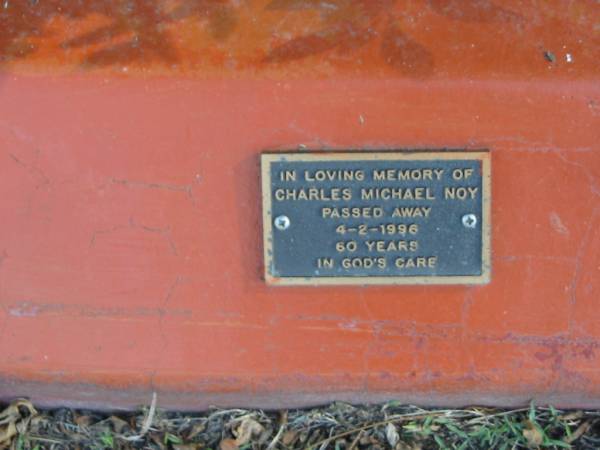 IN LOVING MEMORY OF
CHARLES MICHAEL NOY
PASSED AWAY
4-2-1996
60 YEARS
IN GOD'S CARE